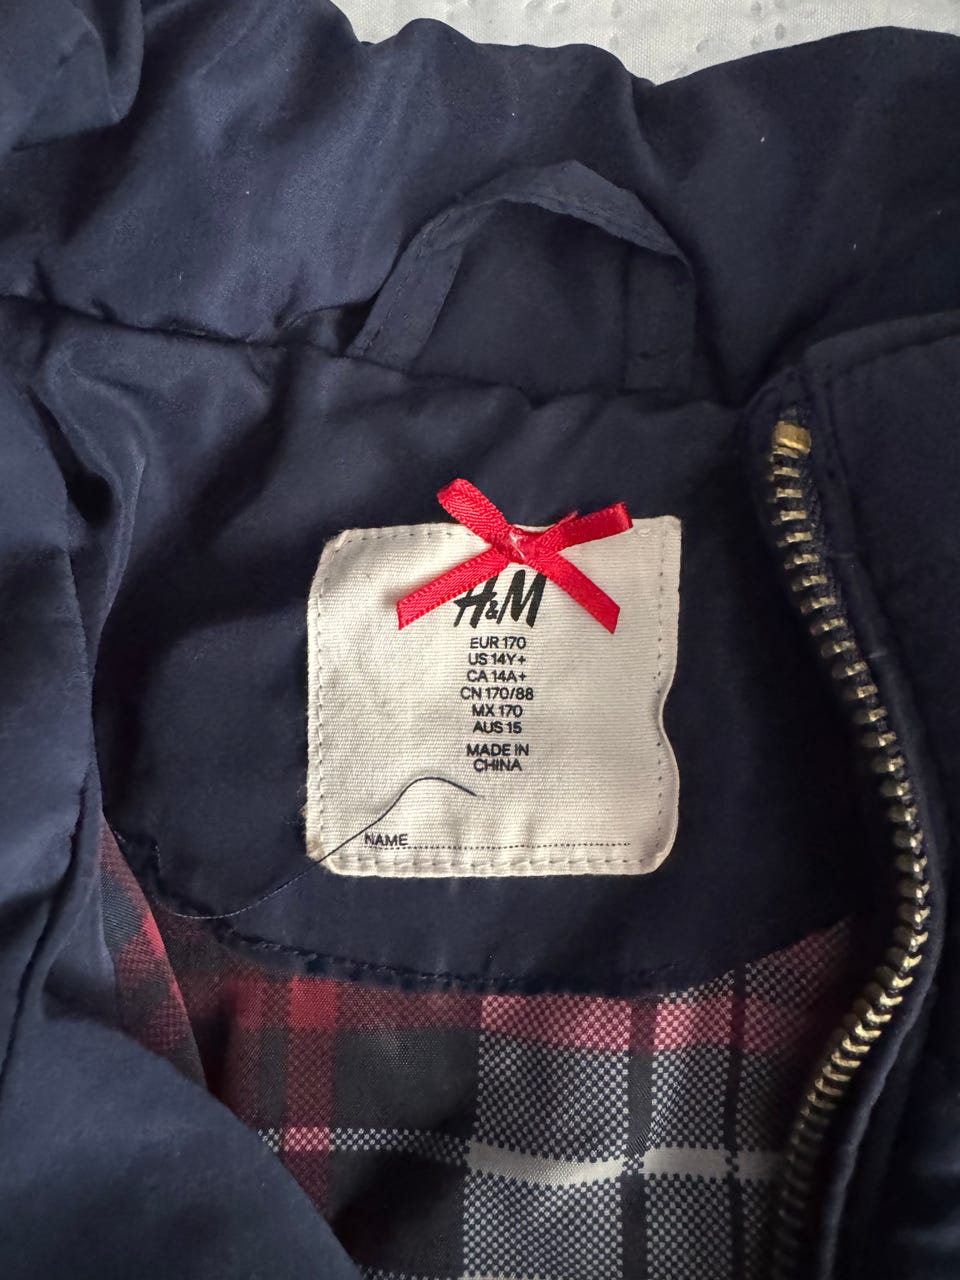 H&M
EUR 170
US 14Y+
CA 14A+
CN 170/88
MX 170
AUS 15
MADE IN
CHINA
NAME